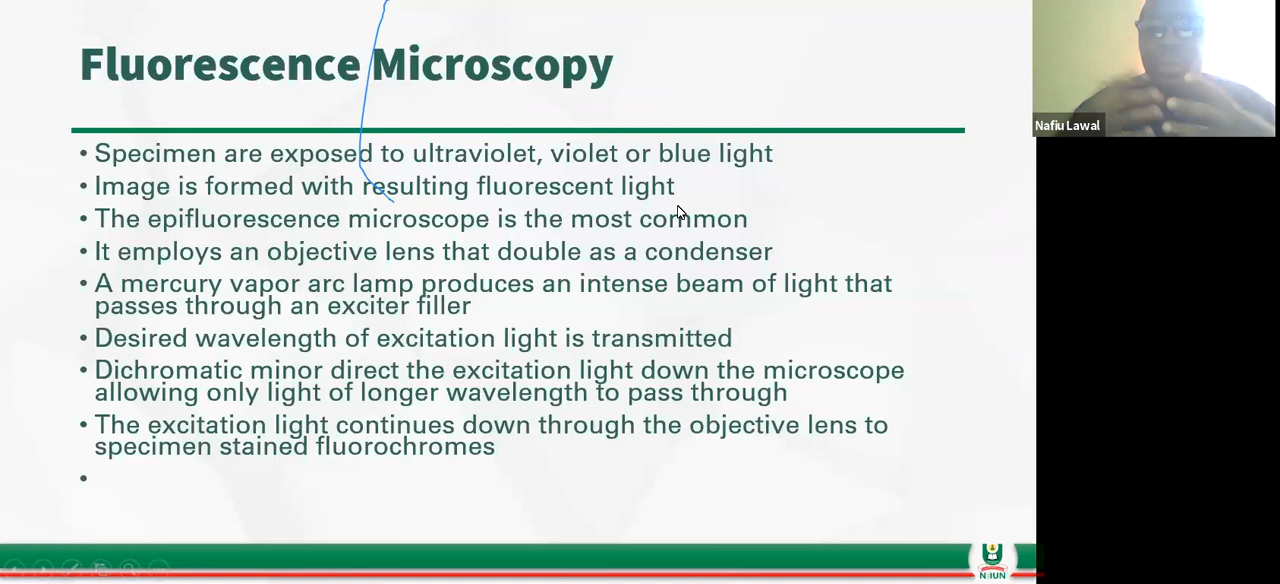 Fluorescence Microscopy
• Specimen are exposed to ultraviolet, violet or blue light
• Image is formed with resulting fluorescent light
• The epifluorescence microscope is the most common
• It employs an objective lens that double as a condenser
• A mercury vapor arc lamp produces an intense beam of light that
passes through an exciter filler
• Desired wavelength of excitation light is transmitted
• Dichromatic minor direct the excitation light down the microscope
allowing only light of longer wavelength to pass through
• The excitation light continues down through the objective lens to
specimen stained fluorochromes
•
Nafiu Lawal